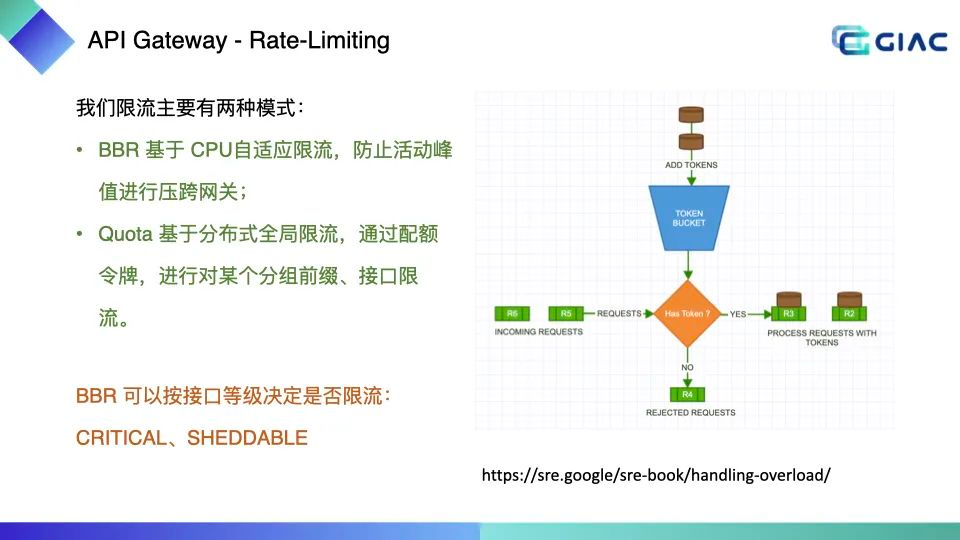 API Gateway - Rate-Limiting
GIAC
我们限流主要有两种模式：
• BBR 基于 CPU自适应限流，防止活动峰
值进行压跨网关；
• Quota 基于分布式全局限流，通过配额
令牌，进行对某个分组前缀、接口限
流。
BBR 可以按接口等级决定是否限流：
CRITICAL、SHEDDABLE
ADD TOKENS
TOKEN
BUCKET
R6
R5
REQUESTS
Has Token ?
YES
R3
R2
INCOMING REQUESTS
PROCESS REQUESTS WITH
TOKENS
NO
R4
REJECTED REQUESTS
https://sre.google/sre-book/handling-overload/